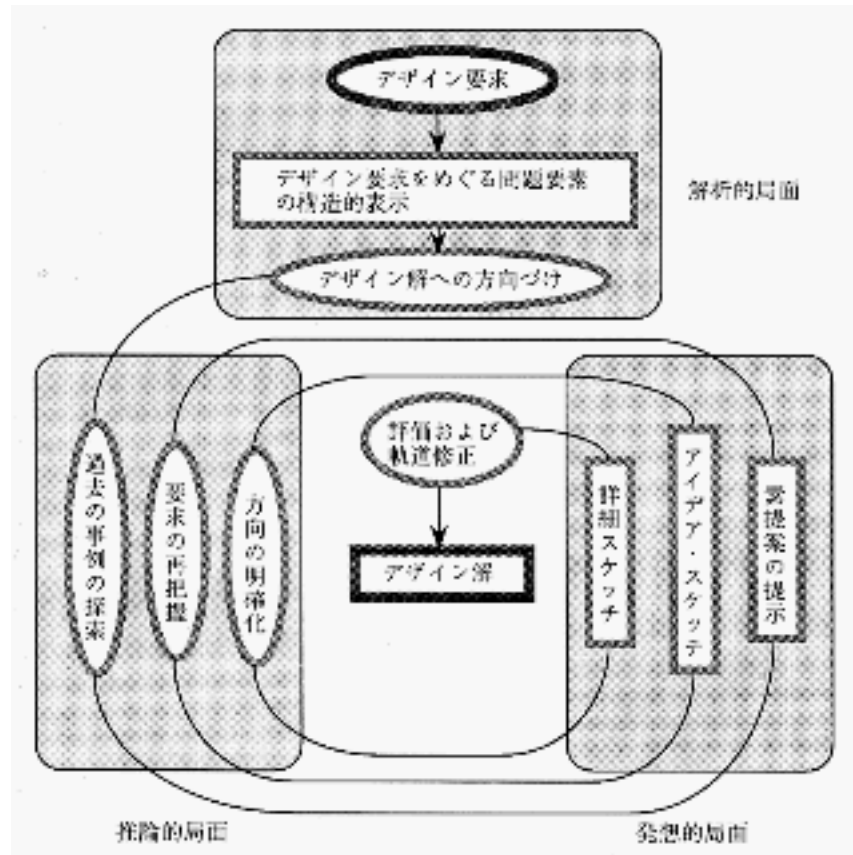 デザイン要求
デザイン要求をめぐる問題要素
の構造的表示
解析的局面
デザイン解への方向づけ
過去の事例の探索
要求の再把握
方向の明確化
評価および
軌道修正
デザイン解
詳細スケッチ
アイデア・スケッチ
素提案の提示
推論的局面
発想的局面